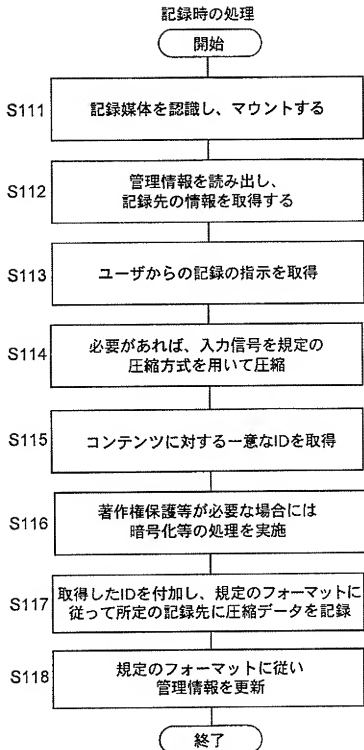 記録時の処理
開始
S111
記録媒体を認識し、マウントする
S112
管理情報を読み出し、
記録先の情報を取得する
S113
ユーザからの記録の指示を取得
S114
必要があれば、入力信号を規定の
圧縮方式を用いて圧縮
S115
コンテンツに対する一意なIDを取得
S116
著作権保護等が必要な場合には
暗号化等の処理を実施
S117
取得したIDを付加し、規定のフォーマットに
従って所定の記録先に圧縮データを記録
S118
規定のフォーマットに従い
管理情報を更新
終了